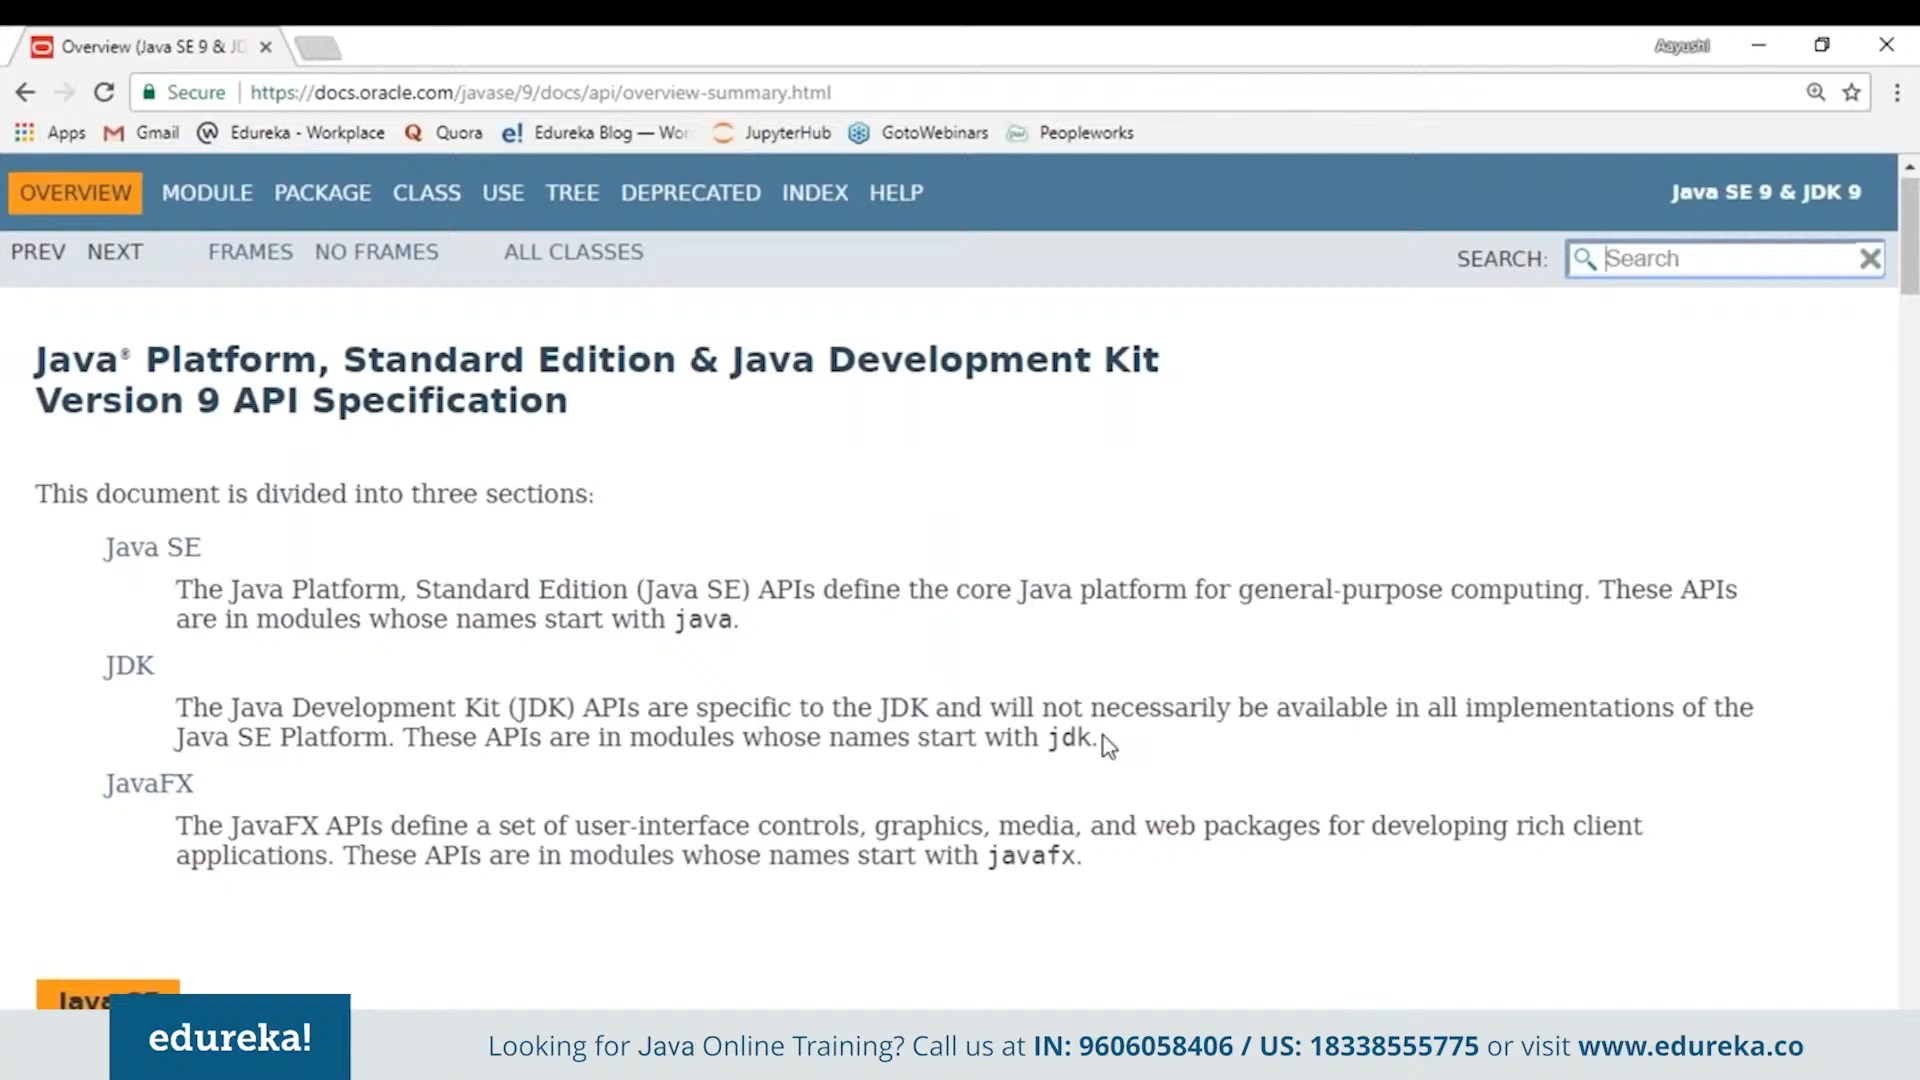 Overview (Java SE 9 & JD
Aayushi
Secure https://docs.oracle.com/javase/9/docs/api/overview-summary.html
Apps Gmail Edureka - Workplace Quora Edureka Blog — Wo JupyterHub GotoWebinars Peopleworks
OVERVIEW MODULE PACKAGE CLASS USE TREE DEPRECATED INDEX HELP Java SE 9 & JDK 9
PREV NEXT FRAMES NO FRAMES ALL CLASSES SEARCH: Search
Java® Platform, Standard Edition & Java Development Kit
Version 9 API Specification
This document is divided into three sections:
Java SE
The Java Platform, Standard Edition (Java SE) APIs define the core Java platform for general-purpose computing. These APIs
are in modules whose names start with java.
JDK
The Java Development Kit (JDK) APIs are specific to the JDK and will not necessarily be available in all implementations of the
Java SE Platform. These APIs are in modules whose names start with jdk.
JavaFX
The JavaFX APIs define a set of user-interface controls, graphics, media, and web packages for developing rich client
applications. These APIs are in modules whose names start with javafx.
Java SE
edureka! Looking for Java Online Training? Call us at IN: 9606058406 / US: 18338555775 or visit www.edureka.co